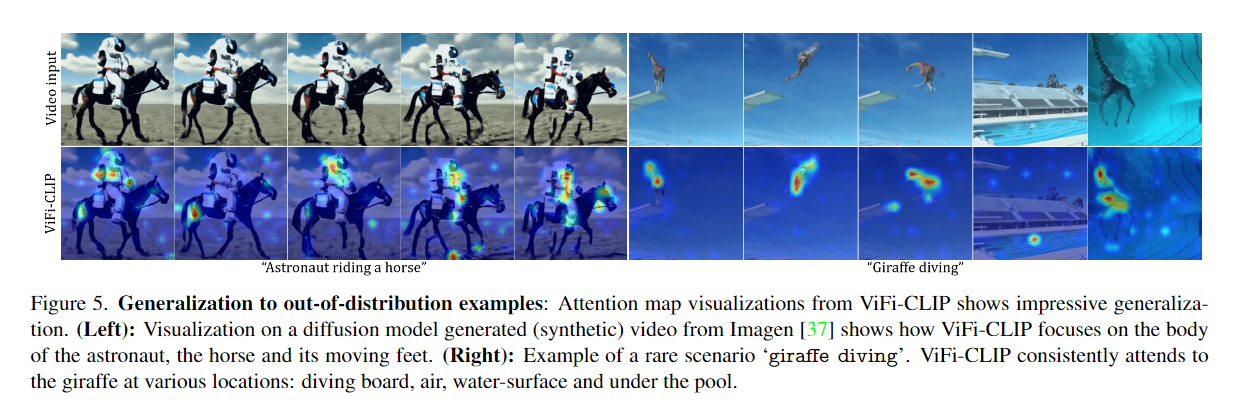 Video input
ViFi-CLIP
"Astronaut riding a horse"
"Giraffe diving"
Figure 5. Generalization to out-of-distribution examples: Attention map visualizations from ViFi-CLIP shows impressive generaliza-
tion. (Left): Visualization on a diffusion model generated (synthetic) video from Imagen [37] shows how ViFi-CLIP focuses on the body
of the astronaut, the horse and its moving feet. (Right): Example of a rare scenario ‘giraffe diving’. ViFi-CLIP consistently attends to
the giraffe at various locations: diving board, air, water-surface and under the pool.